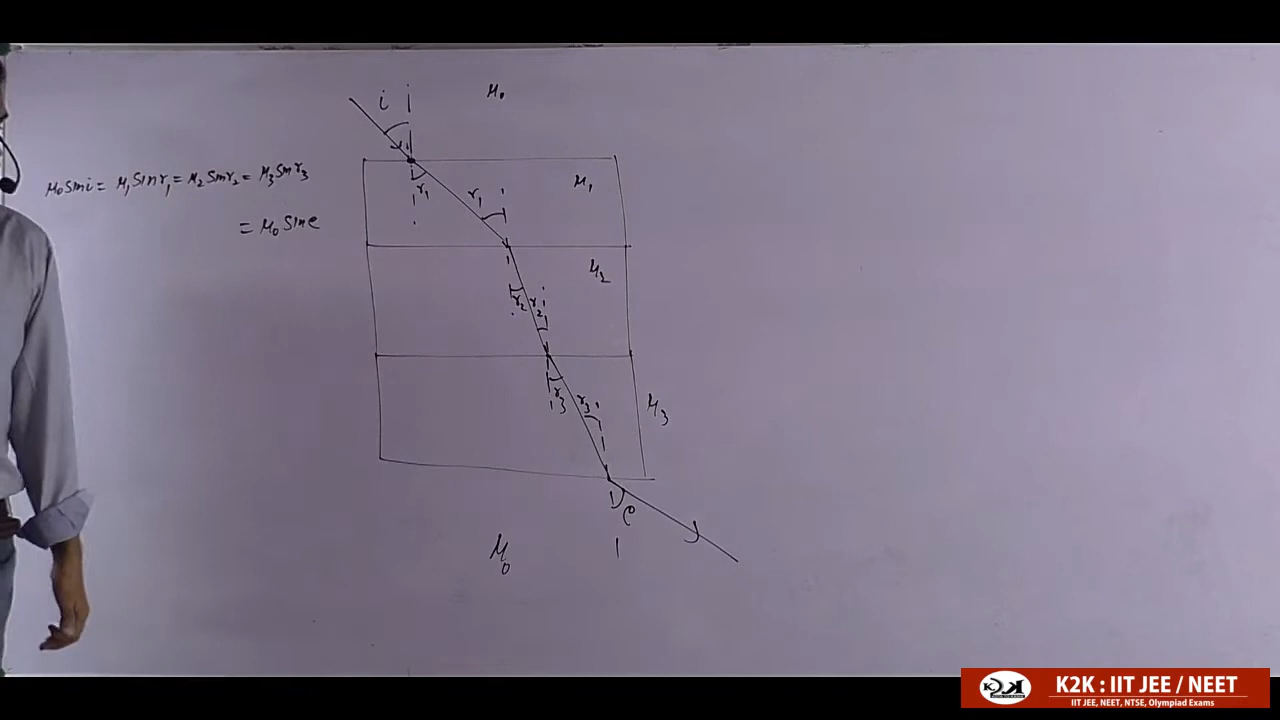 i
μ₀
μ₀ sin i = μ₁ sin r₁ = μ₂ sin r₂ = μ₃ sin r₃
= μ₀ sin e
r₁
r₁
μ₁
μ₂
r₂
r₂
r₃
r₃
μ₃
e
μ₀
K2K : IIT JEE / NEET
IIT JEE, NEET, NTSE, Olympiad Exams